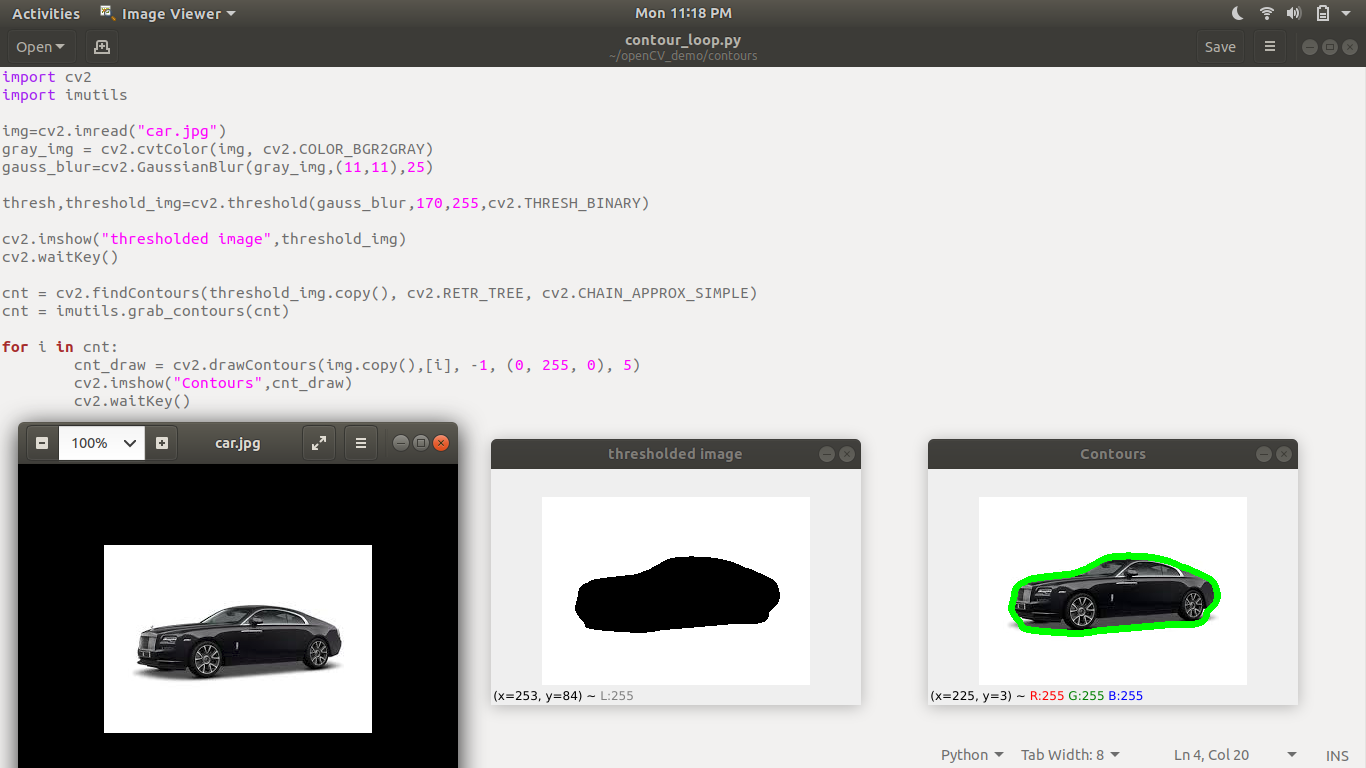 Activities Image Viewer Mon 11:18 PM
Open contour_loop.py Save
~/openCV_demo/contours
import cv2
import imutils
img=cv2.imread("car.jpg")
gray_img = cv2.cvtColor(img, cv2.COLOR_BGR2GRAY)
gauss_blur=cv2.GaussianBlur(gray_img,(11,11),25)
thresh,threshold_img=cv2.threshold(gauss_blur,170,255,cv2.THRESH_BINARY)
cv2.imshow("thresholded image",threshold_img)
cv2.waitKey()
cnt = cv2.findContours(threshold_img.copy(), cv2.RETR_TREE, cv2.CHAIN_APPROX_SIMPLE)
cnt = imutils.grab_contours(cnt)
for i in cnt:
        cnt_draw = cv2.drawContours(img.copy(),[i], -1, (0, 255, 0), 5)
        cv2.imshow("Contours",cnt_draw)
        cv2.waitKey()
100% car.jpg
thresholded image
(x=253, y=84) ~ L:255
Contours
(x=225, y=3) ~ R:255 G:255 B:255
Python Tab Width: 8 Ln 4, Col 20 INS